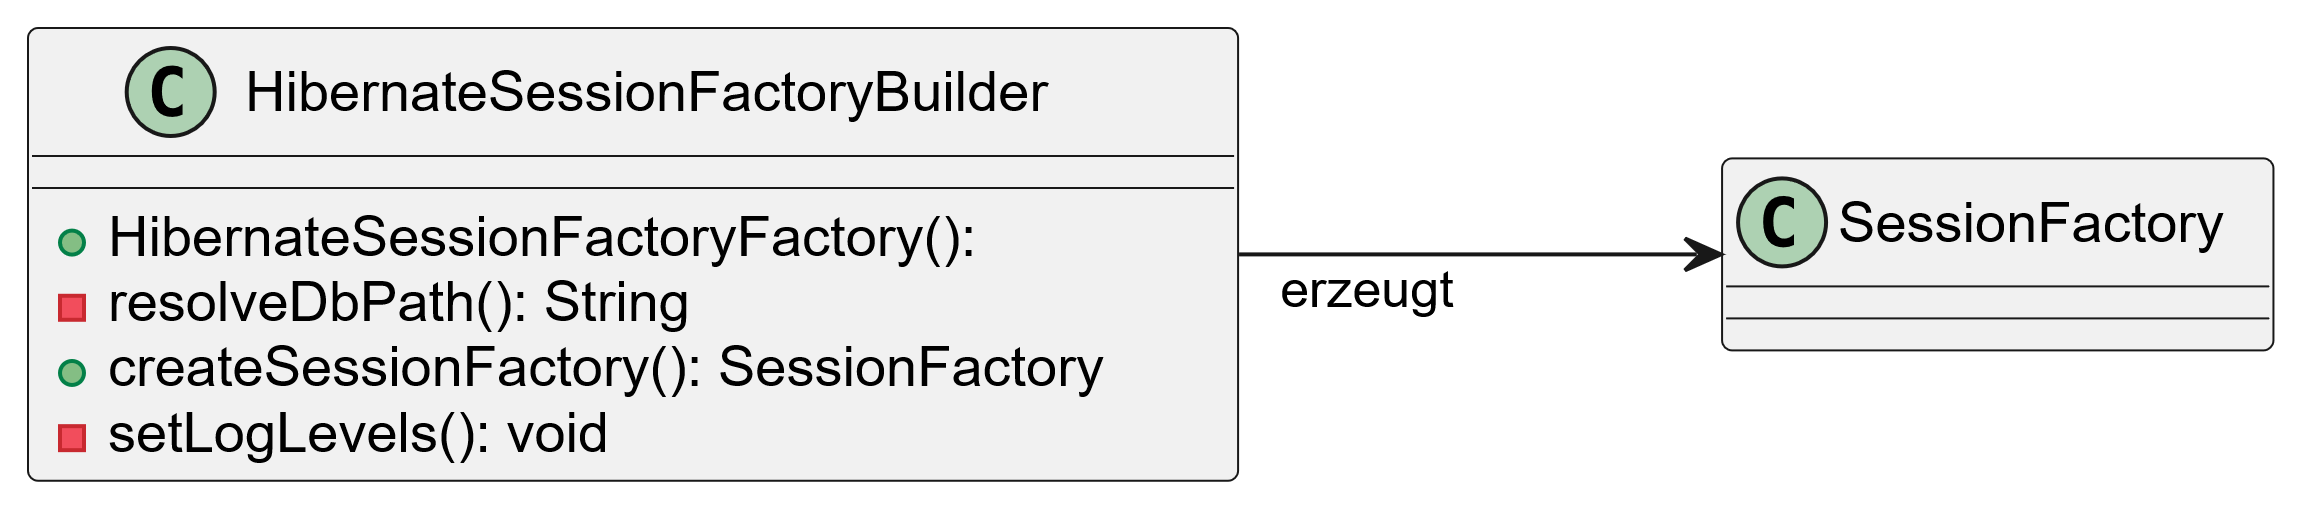 C HibernateSessionFactoryBuilder
HibernateSessionFactoryFactory():
resolveDbPath(): String
createSessionFactory(): SessionFactory
setLogLevels(): void
erzeugt
C SessionFactory